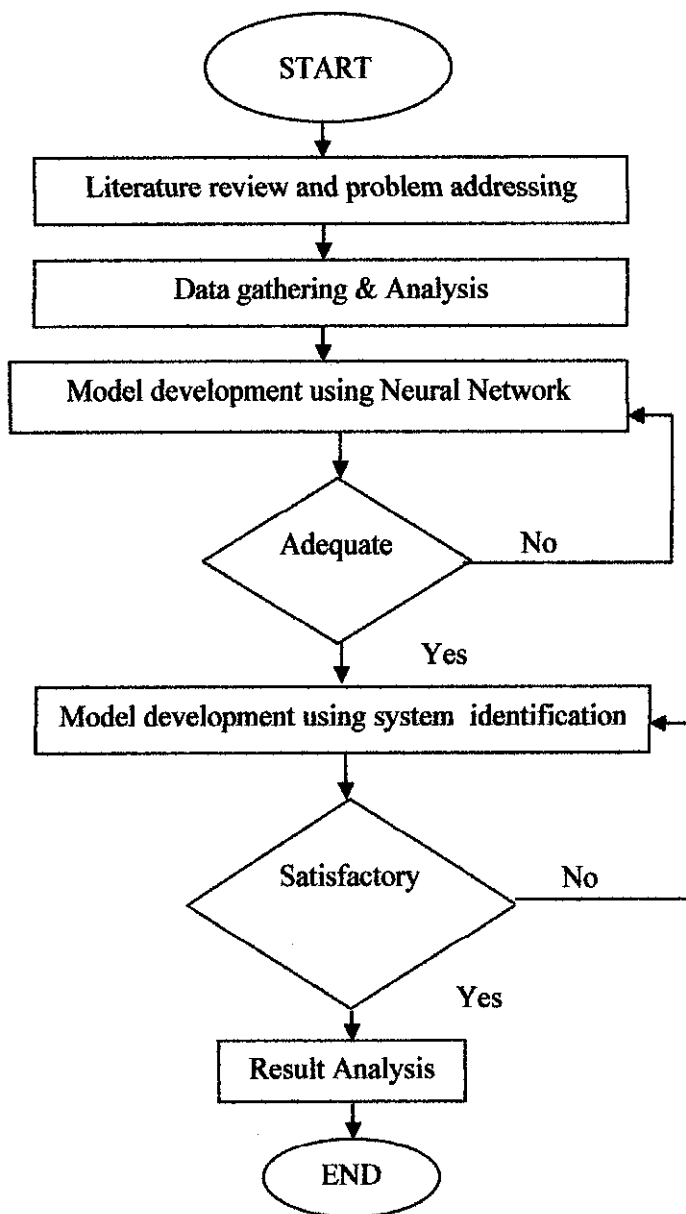 START
Literature review and problem addressing
Data gathering & Analysis
Model development using Neural Network
Adequate
No
Yes
Model development using system identification
Satisfactory
No
Yes
Result Analysis
END